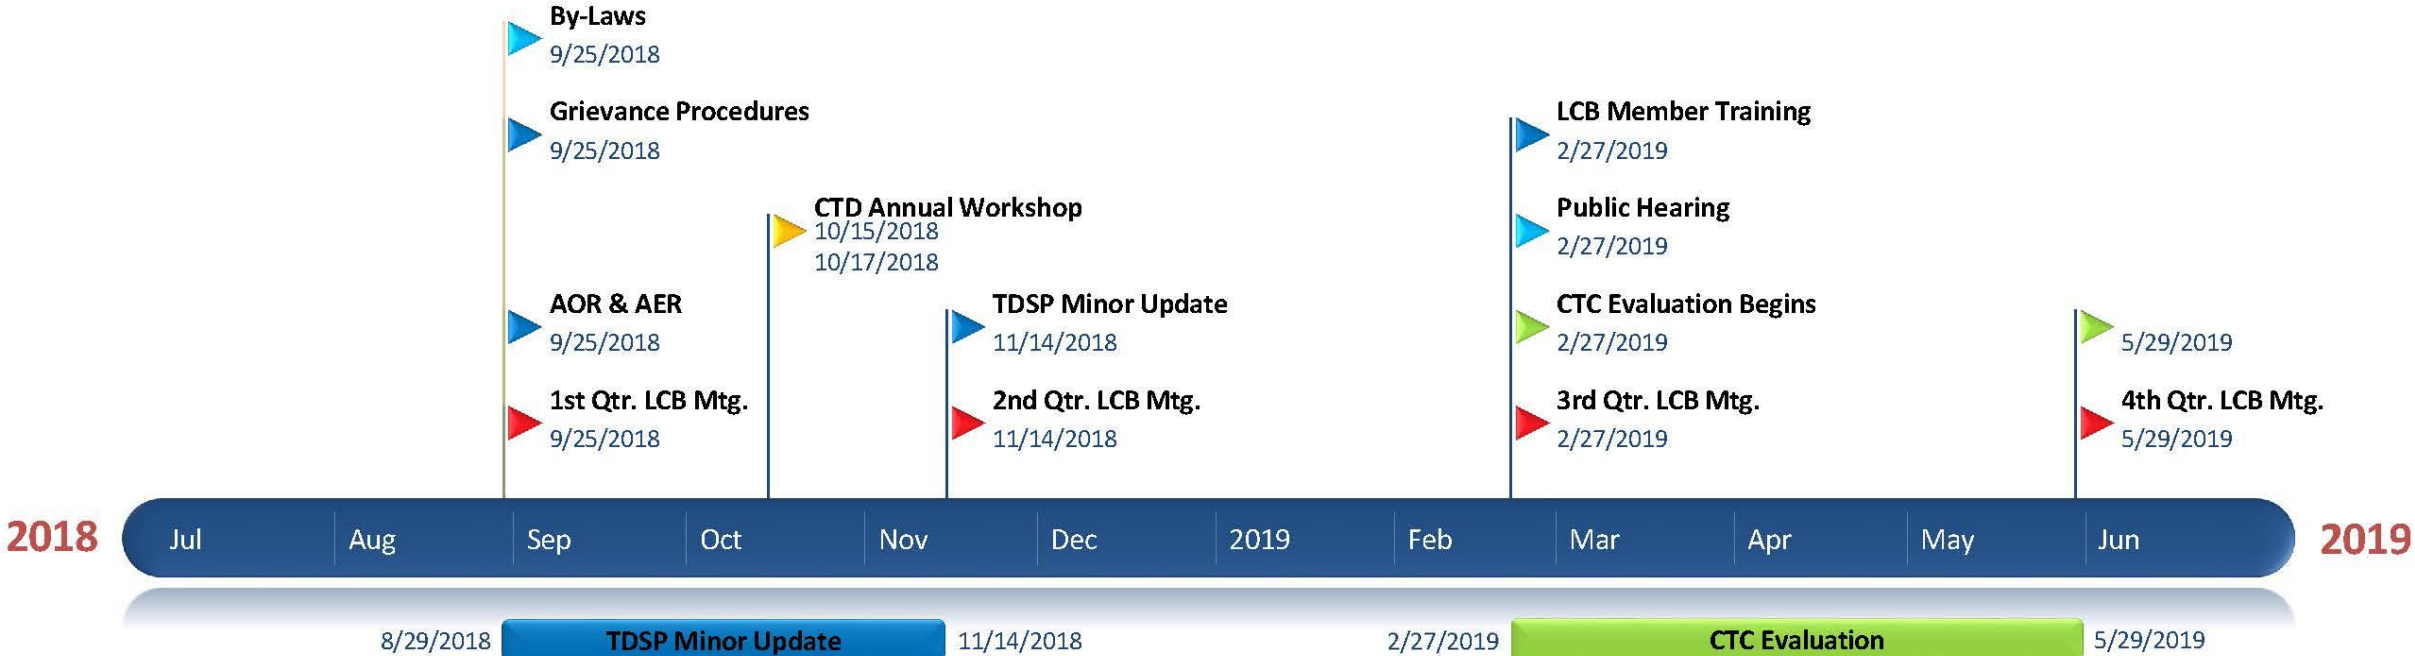 By-Laws
9/25/2018
Grievance Procedures
9/25/2018
LCB Member Training
2/27/2019
CTD Annual Workshop
10/15/2018
10/17/2018
Public Hearing
2/27/2019
AOR & AER
9/25/2018
TDSP Minor Update
11/14/2018
CTC Evaluation Begins
2/27/2019
5/29/2019
1st Qtr. LCB Mtg.
9/25/2018
2nd Qtr. LCB Mtg.
11/14/2018
3rd Qtr. LCB Mtg.
2/27/2019
4th Qtr. LCB Mtg.
5/29/2019
2018 Jul Aug Sep Oct Nov Dec 2019 Feb Mar Apr May Jun 2019
8/29/2018 TDSP Minor Update 11/14/2018 2/27/2019 CTC Evaluation 5/29/2019